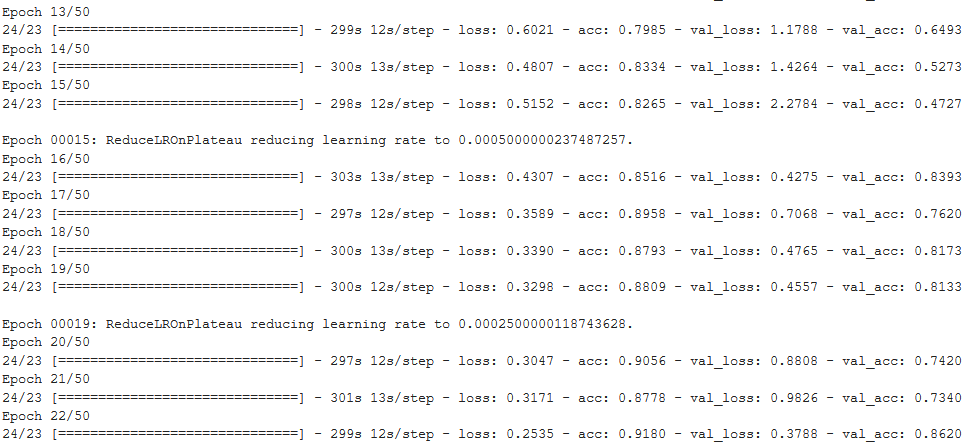 Epoch 13/50
24/23 [==============================] - 299s 12s/step - loss: 0.6021 - acc: 0.7985 - val_loss: 1.1788 - val_acc: 0.6493
Epoch 14/50
24/23 [==============================] - 300s 13s/step - loss: 0.4807 - acc: 0.8334 - val_loss: 1.4264 - val_acc: 0.5273
Epoch 15/50
24/23 [==============================] - 298s 12s/step - loss: 0.5152 - acc: 0.8265 - val_loss: 2.2784 - val_acc: 0.4727
Epoch 00015: ReduceLROnPlateau reducing learning rate to 0.0005000000237487257.
Epoch 16/50
24/23 [==============================] - 303s 13s/step - loss: 0.4307 - acc: 0.8516 - val_loss: 0.4275 - val_acc: 0.8393
Epoch 17/50
24/23 [==============================] - 297s 12s/step - loss: 0.3589 - acc: 0.8958 - val_loss: 0.7068 - val_acc: 0.7620
Epoch 18/50
24/23 [==============================] - 300s 13s/step - loss: 0.3390 - acc: 0.8793 - val_loss: 0.4765 - val_acc: 0.8173
Epoch 19/50
24/23 [==============================] - 300s 12s/step - loss: 0.3298 - acc: 0.8809 - val_loss: 0.4557 - val_acc: 0.8133
Epoch 00019: ReduceLROnPlateau reducing learning rate to 0.0002500000118743628.
Epoch 20/50
24/23 [==============================] - 297s 12s/step - loss: 0.3047 - acc: 0.9056 - val_loss: 0.8808 - val_acc: 0.7420
Epoch 21/50
24/23 [==============================] - 301s 13s/step - loss: 0.3171 - acc: 0.8778 - val_loss: 0.9826 - val_acc: 0.7340
Epoch 22/50
24/23 [==============================] - 299s 12s/step - loss: 0.2535 - acc: 0.9180 - val_loss: 0.3788 - val_acc: 0.8620